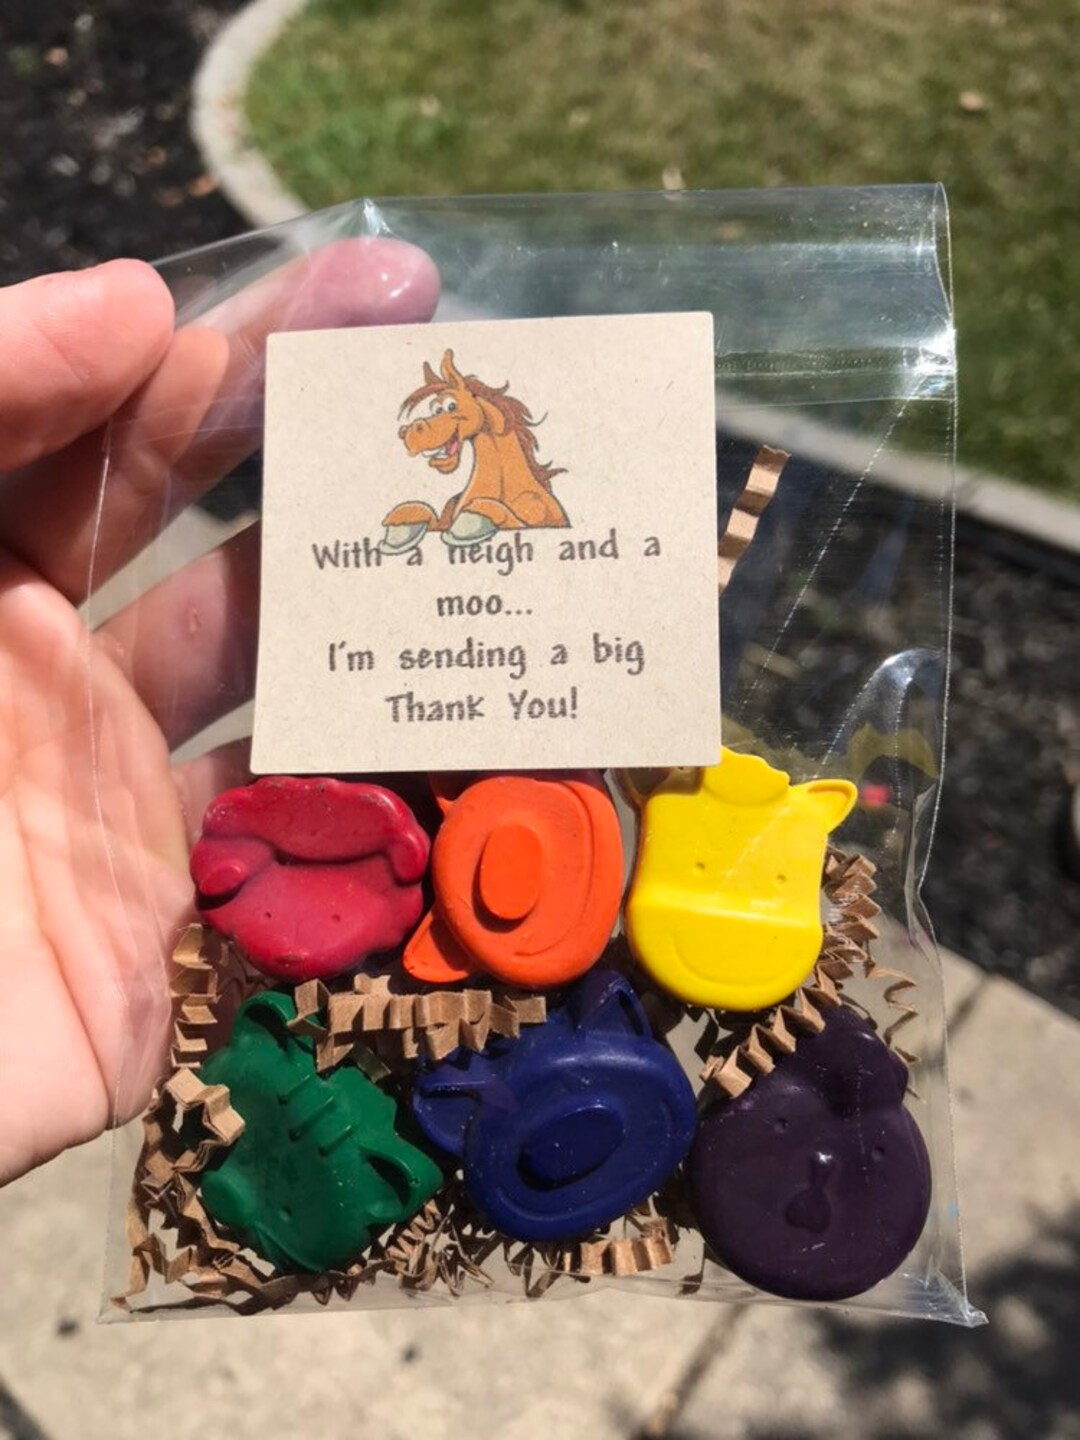 With a neigh and a
moo...
I'm sending a big
Thank You!